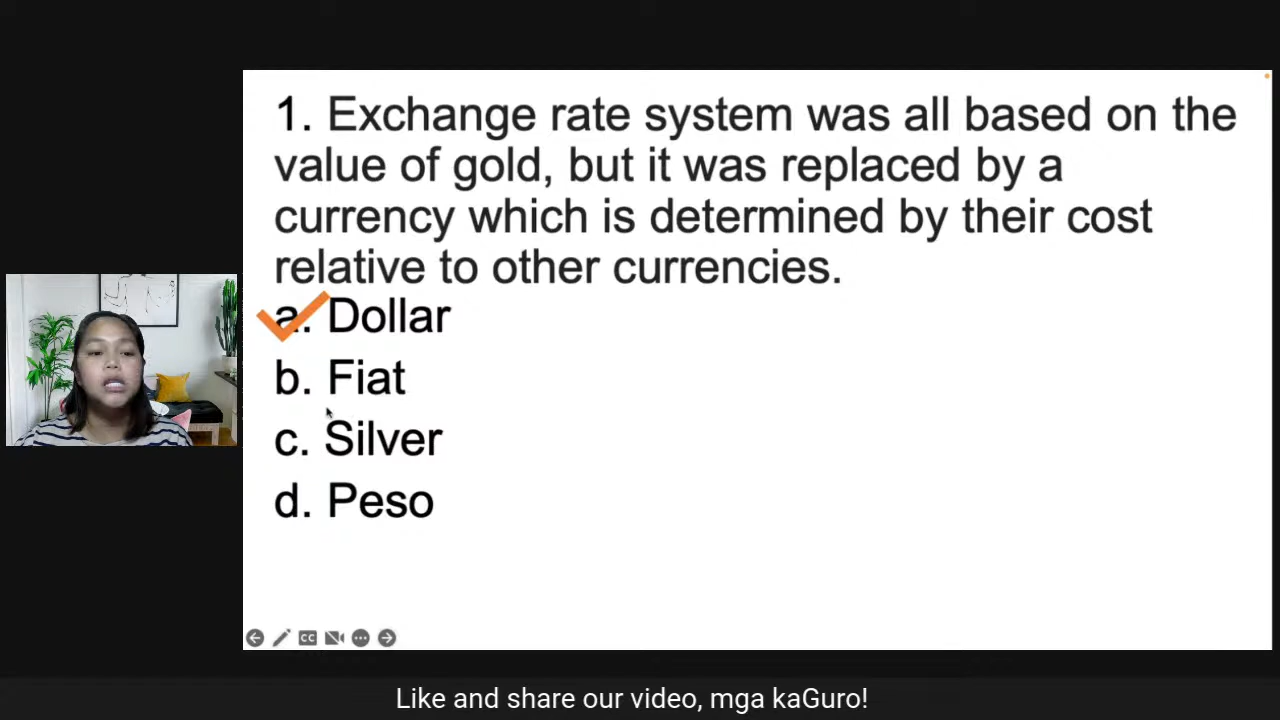 1. Exchange rate system was all based on the
value of gold, but it was replaced by a
currency which is determined by their cost
relative to other currencies.
a. Dollar
b. Fiat
c. Silver
d. Peso
CC
Like and share our video, mga kaGuro!